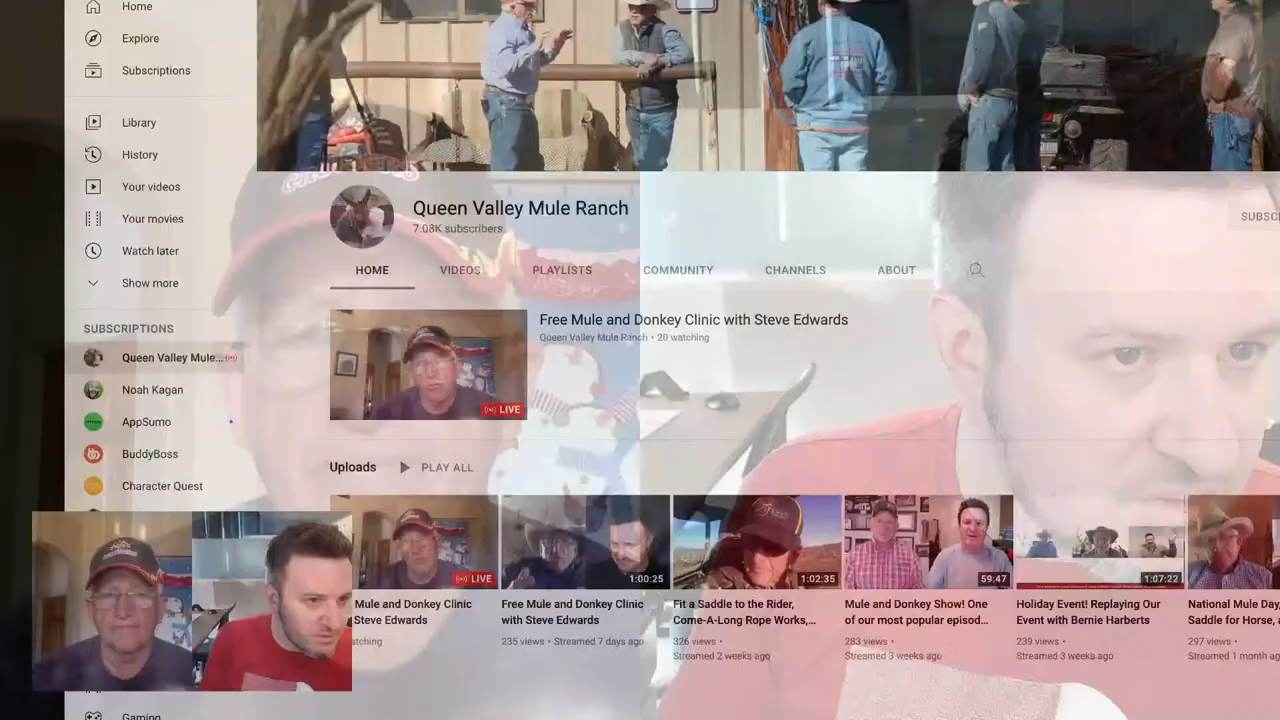 Home
Explore
Subscriptions
Library
History
Your videos
Your movies
Watch later
Show more
SUBSCRIPTIONS
Queen Valley Mule...
Noah Kagan
AppSumo
BuddyBoss
Character Quest
Gaming
Queen Valley Mule Ranch
7.08K subscribers
HOME VIDEOS PLAYLISTS COMMUNITY CHANNELS ABOUT
Free Mule and Donkey Clinic with Steve Edwards
Queen Valley Mule Ranch • 20 watching
LIVE
Uploads PLAY ALL
LIVE
Mule and Donkey Clinic
Steve Edwards
1:00:25
Free Mule and Donkey Clinic
with Steve Edwards
235 views • Streamed 7 days ago
1:02:35
Fit a Saddle to the Rider,
Come-A-Long Rope Works,...
326 views •
Streamed 2 weeks ago
59:47
Mule and Donkey Show! One
of our most popular episod...
283 views •
Streamed 3 weeks ago
1:07:22
Holiday Event! Replaying Our
Event with Bernie Harberts
239 views •
Streamed 3 weeks ago
National Mule Day
Saddle for Horse,
297 views •
Streamed 1 month